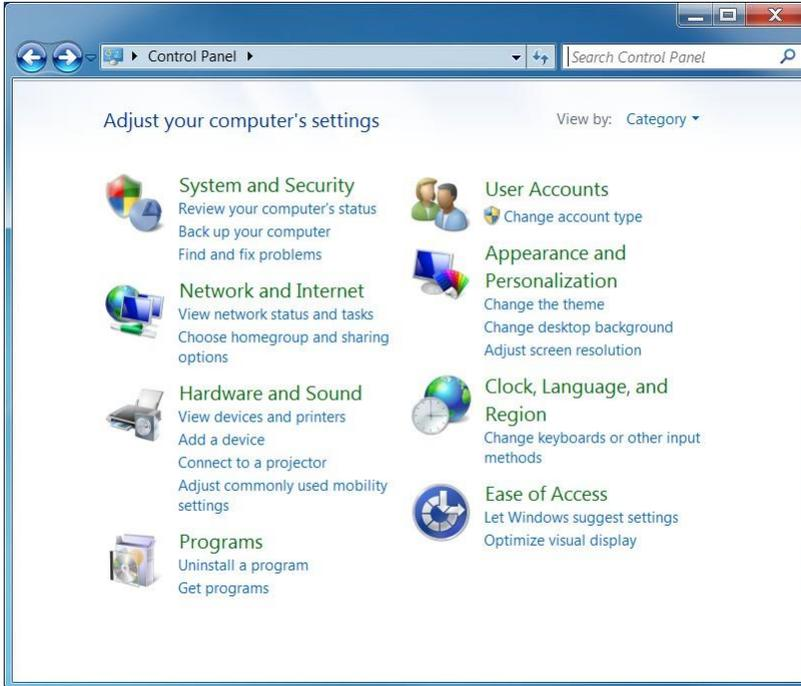 Control Panel
Search Control Panel
Adjust your computer's settings
View by: Category
System and Security
Review your computer's status
Back up your computer
Find and fix problems
Network and Internet
View network status and tasks
Choose homegroup and sharing
options
Hardware and Sound
View devices and printers
Add a device
Connect to a projector
Adjust commonly used mobility
settings
Programs
Uninstall a program
Get programs
User Accounts
Change account type
Appearance and
Personalization
Change the theme
Change desktop background
Adjust screen resolution
Clock, Language, and
Region
Change keyboards or other input
methods
Ease of Access
Let Windows suggest settings
Optimize visual display